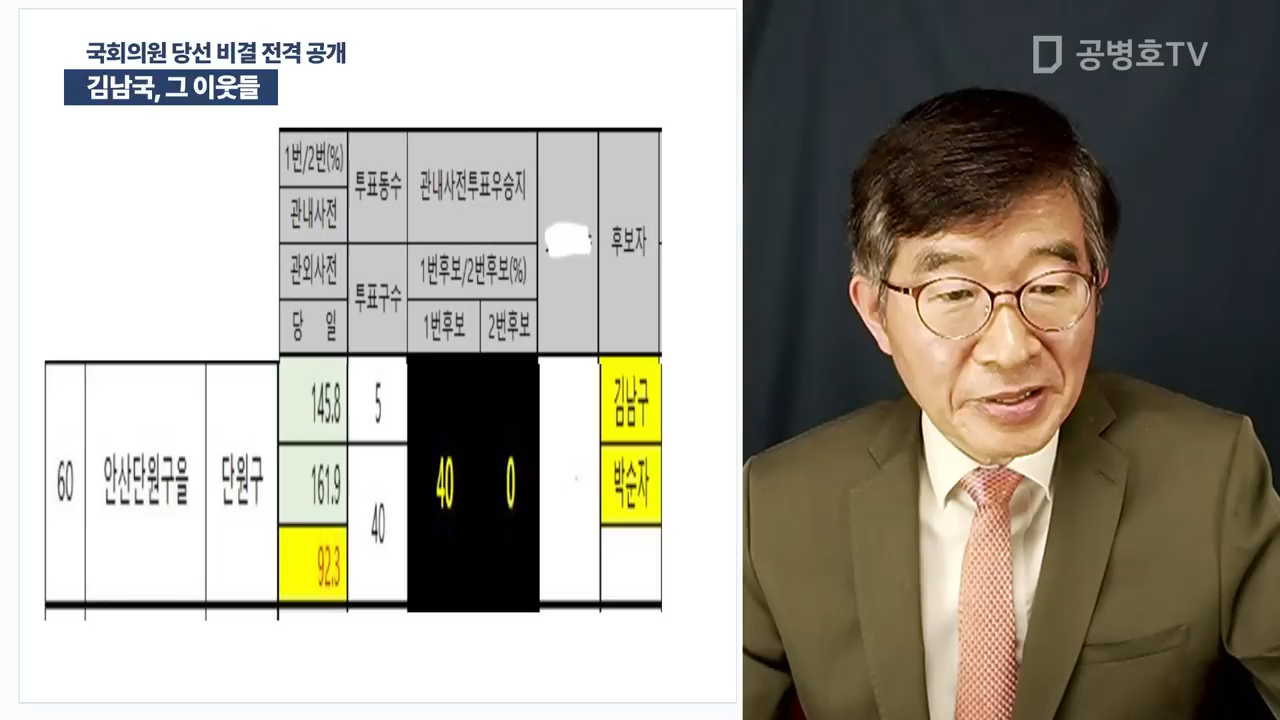 국회의원 당선 비결 전격 공개
김남국, 그 이웃들
공병호TV
1번/2번(%)
관내사전
관외사전
당 일
투표동수
투표구수
관내사전투표우승지
1번후보/2번후보(%)
1번후보 2번후보
후보자
60 안산단원구을 단원구
145.8
161.9
92.3
5
40
40 0
김남구
박순자